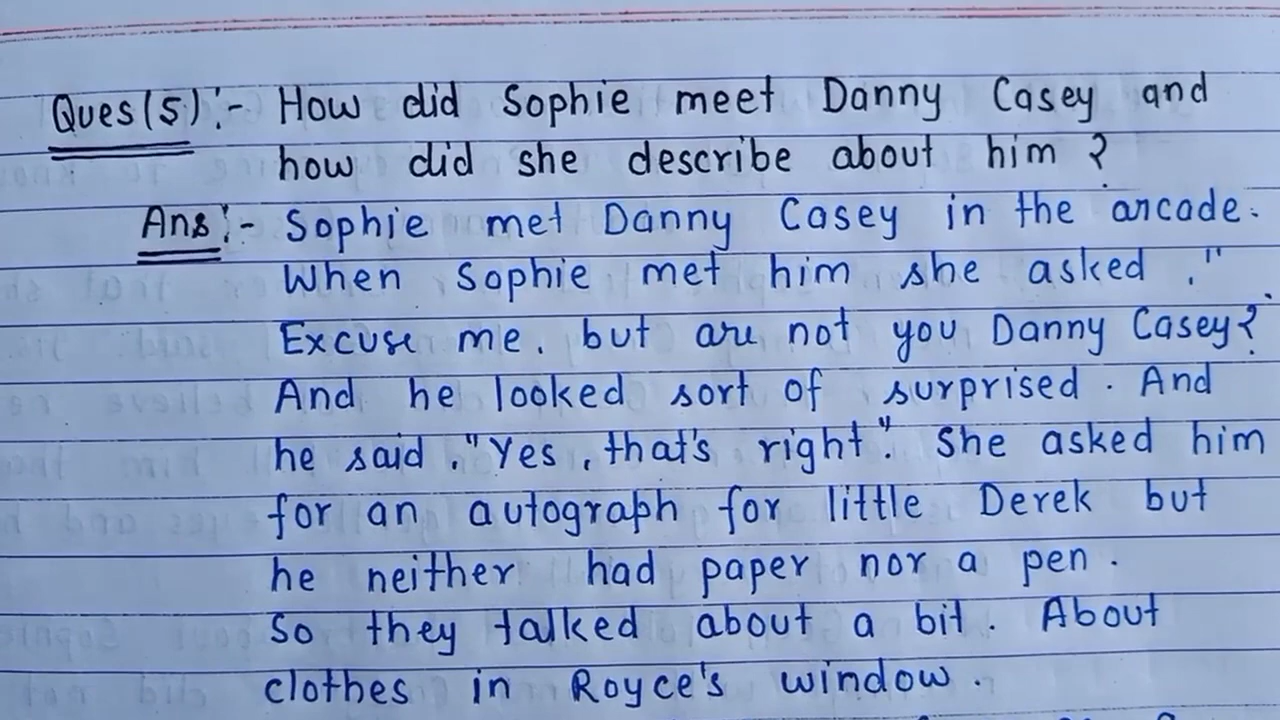 Ques(5):- How did Sophie meet Danny Casey and
how did she describe about him ?
Ans:- Sophie met Danny Casey in the arcade.
When Sophie met him she asked ."
Excuse me. but are not you Danny Casey?
And he looked sort of surprised. And
he said, "Yes, that's right". She asked him
for an autograph for little Derek but
he neither had paper nor a pen.
So they talked about a bit. About
clothes in Royce's window.